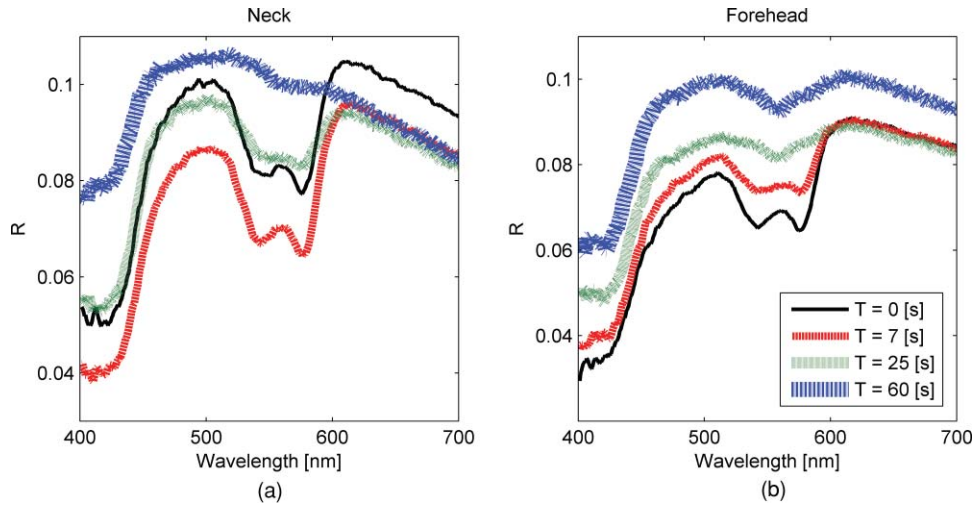 Neck
0.1
0.08
0.06
0.04
R
400
500
600
700
Wavelength [nm]
(a)
Forehead
0.1
0.08
0.06
0.04
R
400
500
600
700
Wavelength [nm]
(b)
T = 0 [s]
T = 7 [s]
T = 25 [s]
T = 60 [s]